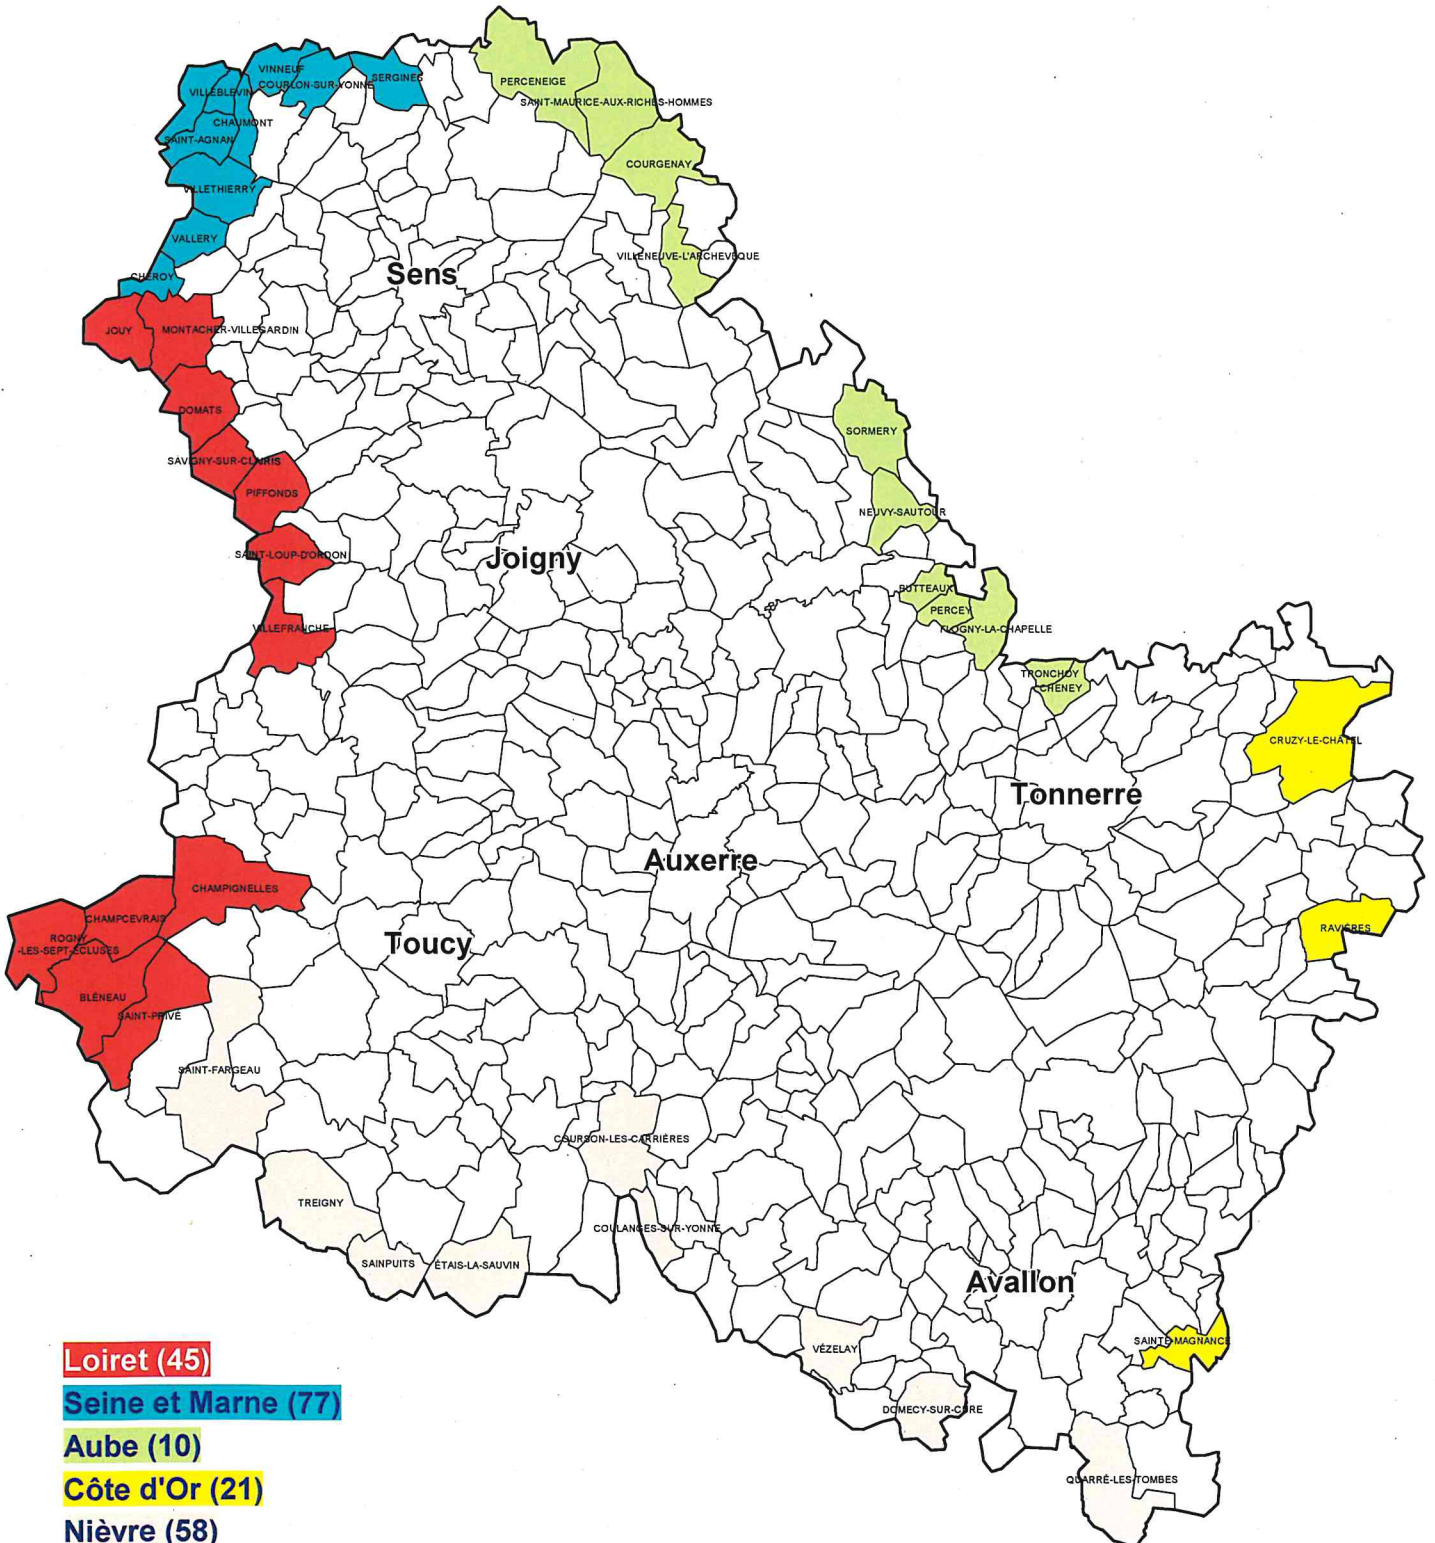 VINNEUF
COURLON-SUR-YONNE
SERGINES
VILLEBLEVIN
CHAUMONT
SAINT-AGNAN
VILLETHIERRY
VALLERY
CHEROY
PERCENEIGE
SAINT-MAURICE-AUX-RICHES-HOMMES
COURGENAY
VILLENEUVE-L'ARCHEVEQUE
Sens
JOUY
MONTACHER-VILLEGARDIN
DOMATS
SAVIGNY-SUR-CLAIRIS
PIFFONDS
SORMERY
NEUVY-SAUTOUR
SAINT-LOUP-D'ORDON
Joigny
BUTTEAUX
PERCEY
FLOGNY-LA-CHAPELLE
VILLEFRANCHE
TRONCHOY
CHENEY
CRUZY-LE-CHÂTEL
Tonnerre
Auxerre
CHAMPIGNELLES
CHAMPCEVRAIS
ROGNY
-LES-SEPT-ÉCLUSES
Toucy
RAVIÈRES
BLÉNEAU
SAINT-PRIVÉ
SAINT-FARGEAU
COURSON-LES-CARRIÈRES
TREIGNY
COULANGES-SUR-YONNE
SAINPUITS
ÉTAIS-LA-SAUVIN
Avallon
VÉZELAY
SAINTE-MAGNANCE
DOMECY-SUR-CURE
QUARRÉ-LES-TOMBES
Loiret (45)
Seine et Marne (77)
Aube (10)
Côte d'Or (21)
Nièvre (58)